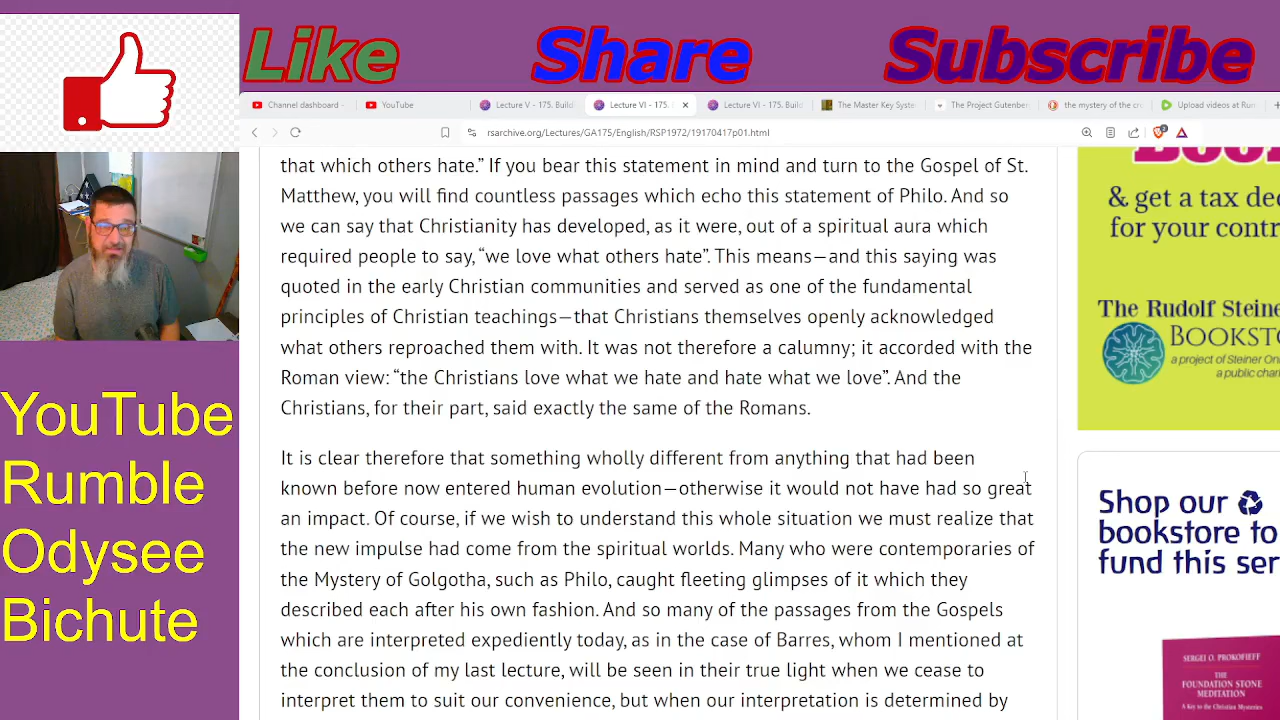 Like Share Subscribe
Channel dashboard - YouTube Lecture V - 175. Build Lecture VI - 175. Lecture VI - 175. Build The Master Key Syste The Project Gutenber the mystery of the cro Upload videos at Rum
rsarchive.org/Lectures/GA175/English/RSP1972/19170417p01.html
that which others hate.” If you bear this statement in mind and turn to the Gospel of St.
Matthew, you will find countless passages which echo this statement of Philo. And so
we can say that Christianity has developed, as it were, out of a spiritual aura which
required people to say, “we love what others hate”. This means—and this saying was
quoted in the early Christian communities and served as one of the fundamental
principles of Christian teachings—that Christians themselves openly acknowledged
what others reproached them with. It was not therefore a calumny; it accorded with the
Roman view: “the Christians love what we hate and hate what we love”. And the
Christians, for their part, said exactly the same of the Romans.
It is clear therefore that something wholly different from anything that had been
known before now entered human evolution—otherwise it would not have had so great
an impact. Of course, if we wish to understand this whole situation we must realize that
the new impulse had come from the spiritual worlds. Many who were contemporaries of
the Mystery of Golgotha, such as Philo, caught fleeting glimpses of it which they
described each after his own fashion. And so many of the passages from the Gospels
which are interpreted expediently today, as in the case of Barres, whom I mentioned at
the conclusion of my last lecture, will be seen in their true light when we cease to
interpret them to suit our convenience, but when our interpretation is determined by
& get a tax de
for your contr
The Rudolf Steine
BOOKSTO
a project of Steiner Onl
a public char
Shop our
bookstore to
fund this ser
SERGEI O. PROKOFIEFF
THE
FOUNDATION STONE
MEDITATION
A Key to the Christian Mysteries
YouTube
Rumble
Odysee
Bichute